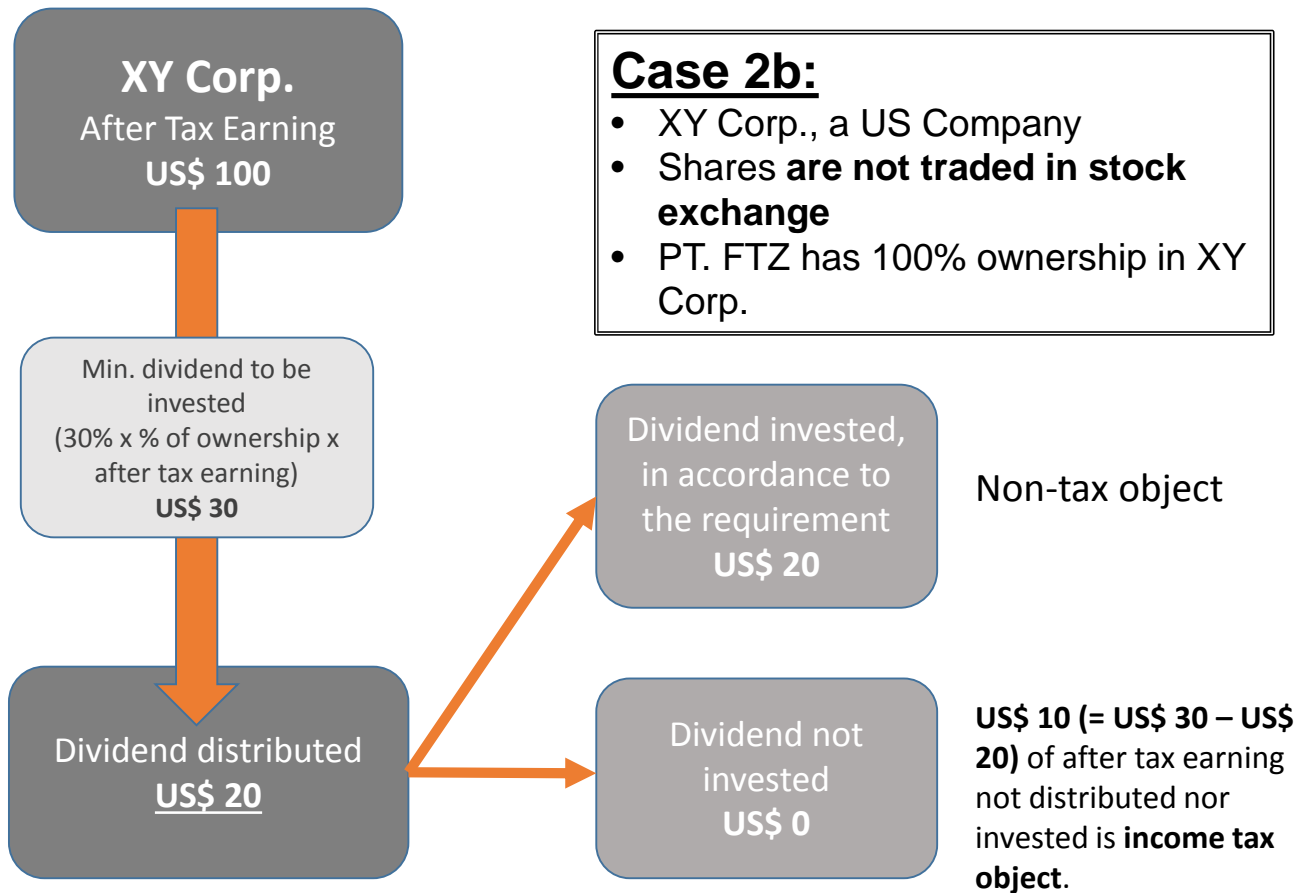 XY Corp.
After Tax Earning
US$ 100
Case 2b:
• XY Corp., a US Company
• Shares are not traded in stock
exchange
• PT. FTZ has 100% ownership in XY
Corp.
Min. dividend to be
invested
(30% x % of ownership x
after tax earning)
US$ 30
Dividend invested,
in accordance to
the requirement
US$ 20
Non-tax object
Dividend distributed
US$ 20
Dividend not
invested
US$ 0
US$ 10 (= US$ 30 – US$
20) of after tax earning
not distributed nor
invested is income tax
object.